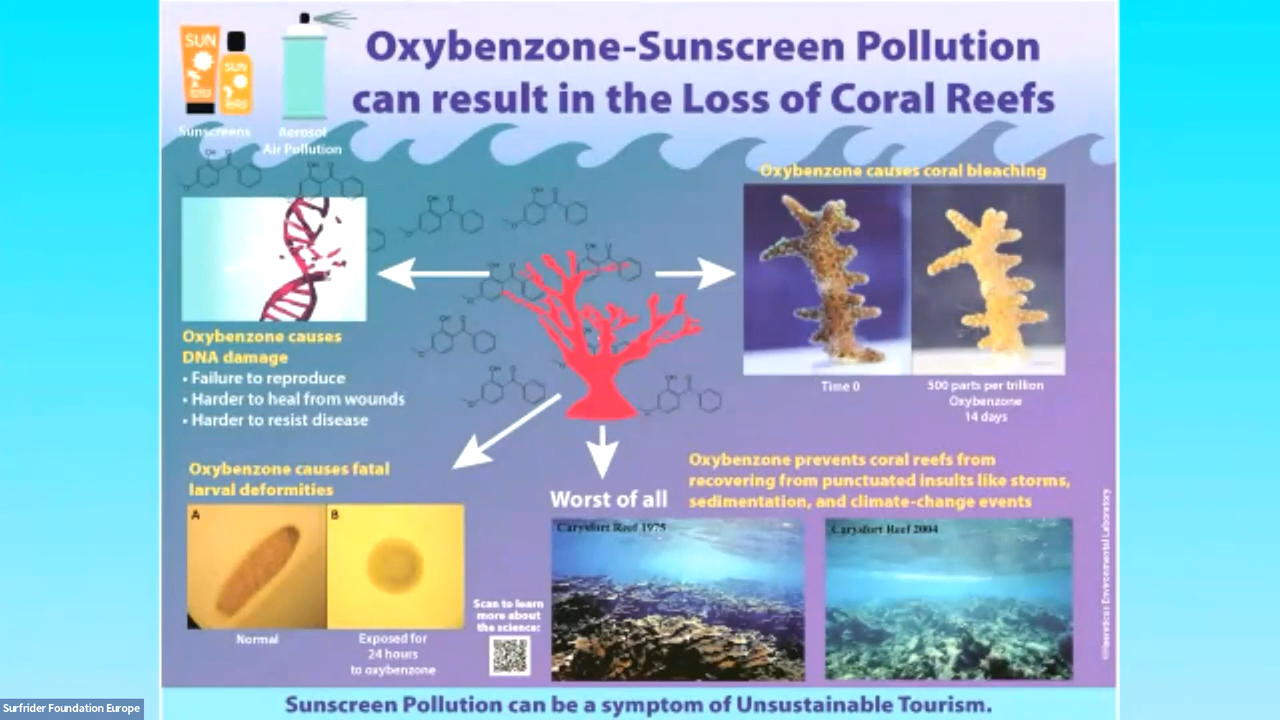 Oxybenzone-Sunscreen Pollution
can result in the Loss of Coral Reefs
SUN
SUN
Sunscreens
Aerosol
Air Pollution
Oxybenzone causes
DNA damage
• Failure to reproduce
• Harder to heal from wounds
• Harder to resist disease
Oxybenzone causes coral bleaching
Time 0
500 parts per trillion
Oxybenzone
14 days
Oxybenzone causes fatal
larval deformities
A
B
Normal
Exposed for
24 hours
to oxybenzone
Scan to learn
more about
the science:
Worst of all
Oxybenzone prevents coral reefs from
recovering from punctuated insults like storms,
sedimentation, and climate-change events
Carysfort Reef 1975
Carysfort Reef 2004
Haereticus Environmental Laboratory
Sunscreen Pollution can be a symptom of Unsustainable Tourism.
Surfrider Foundation Europe